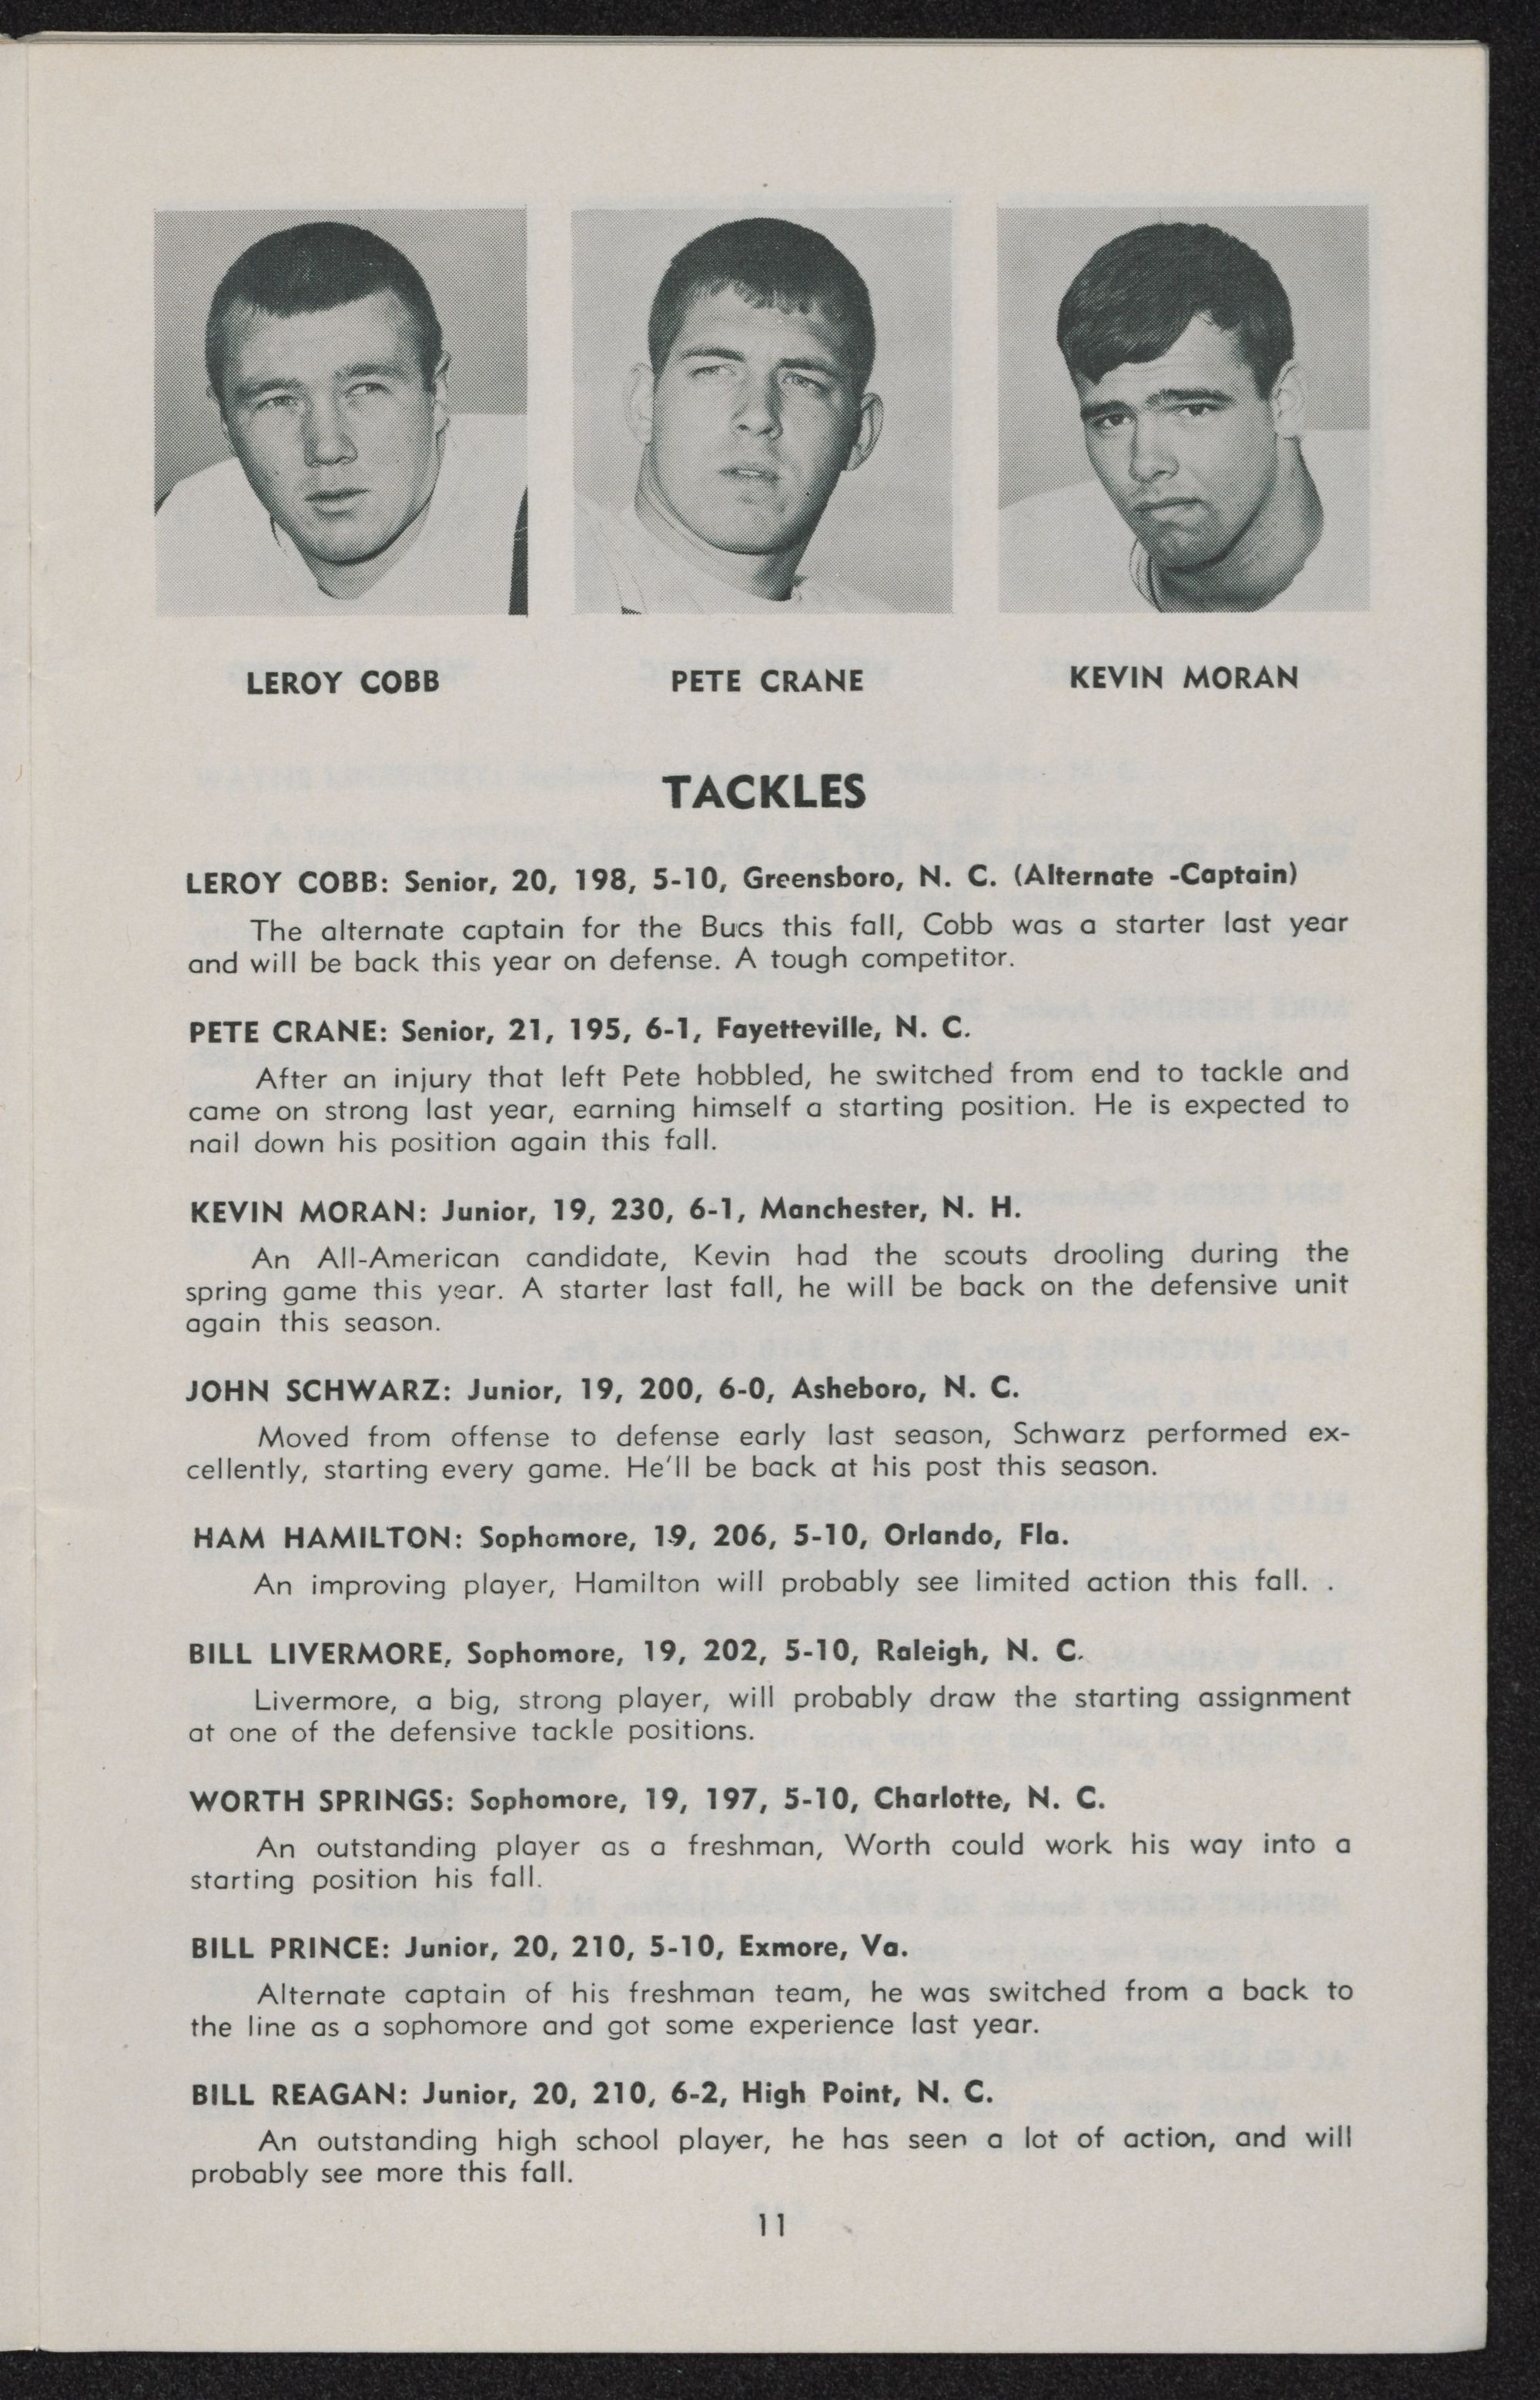 LEROY COBB
PETE CRANE
KEVIN MORAN
TACKLES
LEROY COBB: Senior, 20, 198, 5-10, Greensboro, N. C. (Alternate -Captain)
The alternate captain for the Bucs this fall, Cobb was a starter last year
and will be back this year on defense. A tough competitor.
PETE CRANE: Senior, 21, 195, 6-1, Fayetteville, N. C.
After an injury that left Pete hobbled, he switched from end to tackle and
came on strong last year, earning himself a starting position. He is expected to
nail down his position again this fall.
KEVIN MORAN: Junior, 19, 230, 6-1, Manchester, N. H.
An All-American candidate, Kevin had the scouts drooling during the
spring game this year. A starter last fall, he will be back on the defensive unit
again this season.
JOHN SCHWARZ: Junior, 19, 200, 6-0, Asheboro, N. C.
Moved from offense to defense early last season, Schwarz performed ex-
cellently, starting every game. He'll be back at his post this season.
HAM HAMILTON: Sophomore, 19, 206, 5-10, Orlando, Fla.
An improving player, Hamilton will probably see limited action this fall. .
BILL LIVERMORE, Sophomore, 19, 202, 5-10, Raleigh, N. C.
Livermore, a big, strong player, will probably draw the starting assignment
at one of the defensive tackle positions.
WORTH SPRINGS: Sophomore, 19, 197, 5-10, Charlotte, N. C.
An outstanding player as a freshman, Worth could work his way into a
starting position his fall.
BILL PRINCE: Junior, 20, 210, 5-10, Exmore, Va.
Alternate captain of his freshman team, he was switched from a back to
the line as a sophomore and got some experience last year.
BILL REAGAN: Junior, 20, 210, 6-2, High Point, N. C.
An outstanding high school player, he has seen a lot of action, and will
probably see more this fall.
11